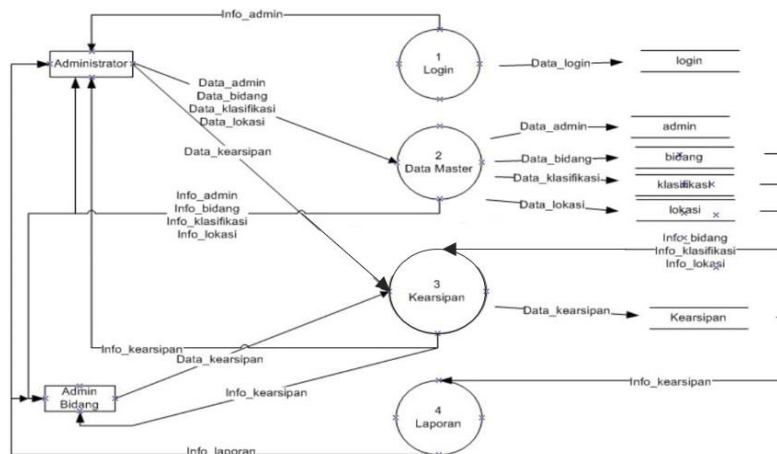 Info_admin
Administrator
1
Login
Data_login
login
Data_admin
Data_bidang
Data_klasifikasi
Data_lokasi
Data_kearsipan
2
Data Master
Data_admin
admin
Data_bidang
bidang
Data_klasifikasi
klasifikasi
Data_lokasi
lokasi
Info_admin
Info_bidang
Info_klasifikasi
Info_lokasi
Info_bidang
Info_klasifikasi
Info_lokasi
3
Kearsipan
Data_kearsipan
Kearsipan
Info_kearsipan
Data_kearsipan
Info_kearsipan
Info_kearsipan
Admin
Bidang
4
Laporan
Info_laporan